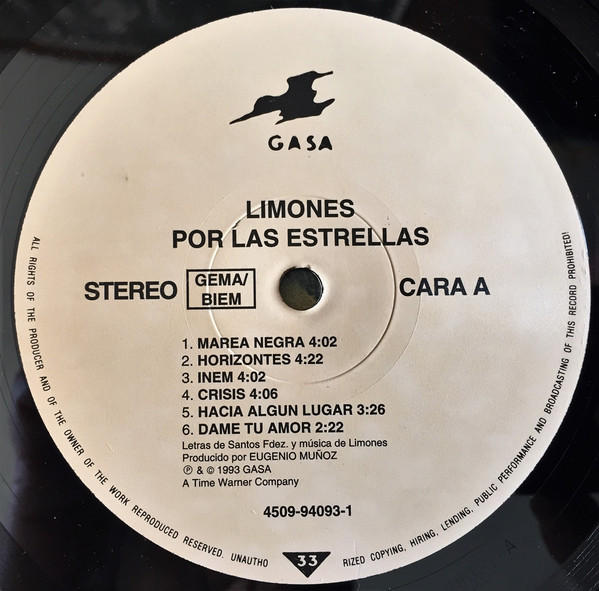 GASA
LIMONES
POR LAS ESTRELLAS
STEREO GEMA/ BIEM CARA A
1. MAREA NEGRA 4:02
2. HORIZONTES 4:22
3. INEM 4:02
4. CRISIS 4:06
5. HACIA ALGUN LUGAR 3:26
6. DAME TU AMOR 2:22
Letras de Santos Fdez. y música de Limones
Producido por EUGENIO MUÑOZ
℗ & © 1993 GASA
A Time Warner Company
4509-94093-1
ALL RIGHTS OF THE PRODUCER AND OF THE OWNER OF THE WORK REPRODUCED RESERVED. UNAUTHO
33
RIZED COPYING, HIRING, LENDING, PUBLIC PERFORMANCE AND BROADCASTING OF THIS RECORD PROHIBITED!
A